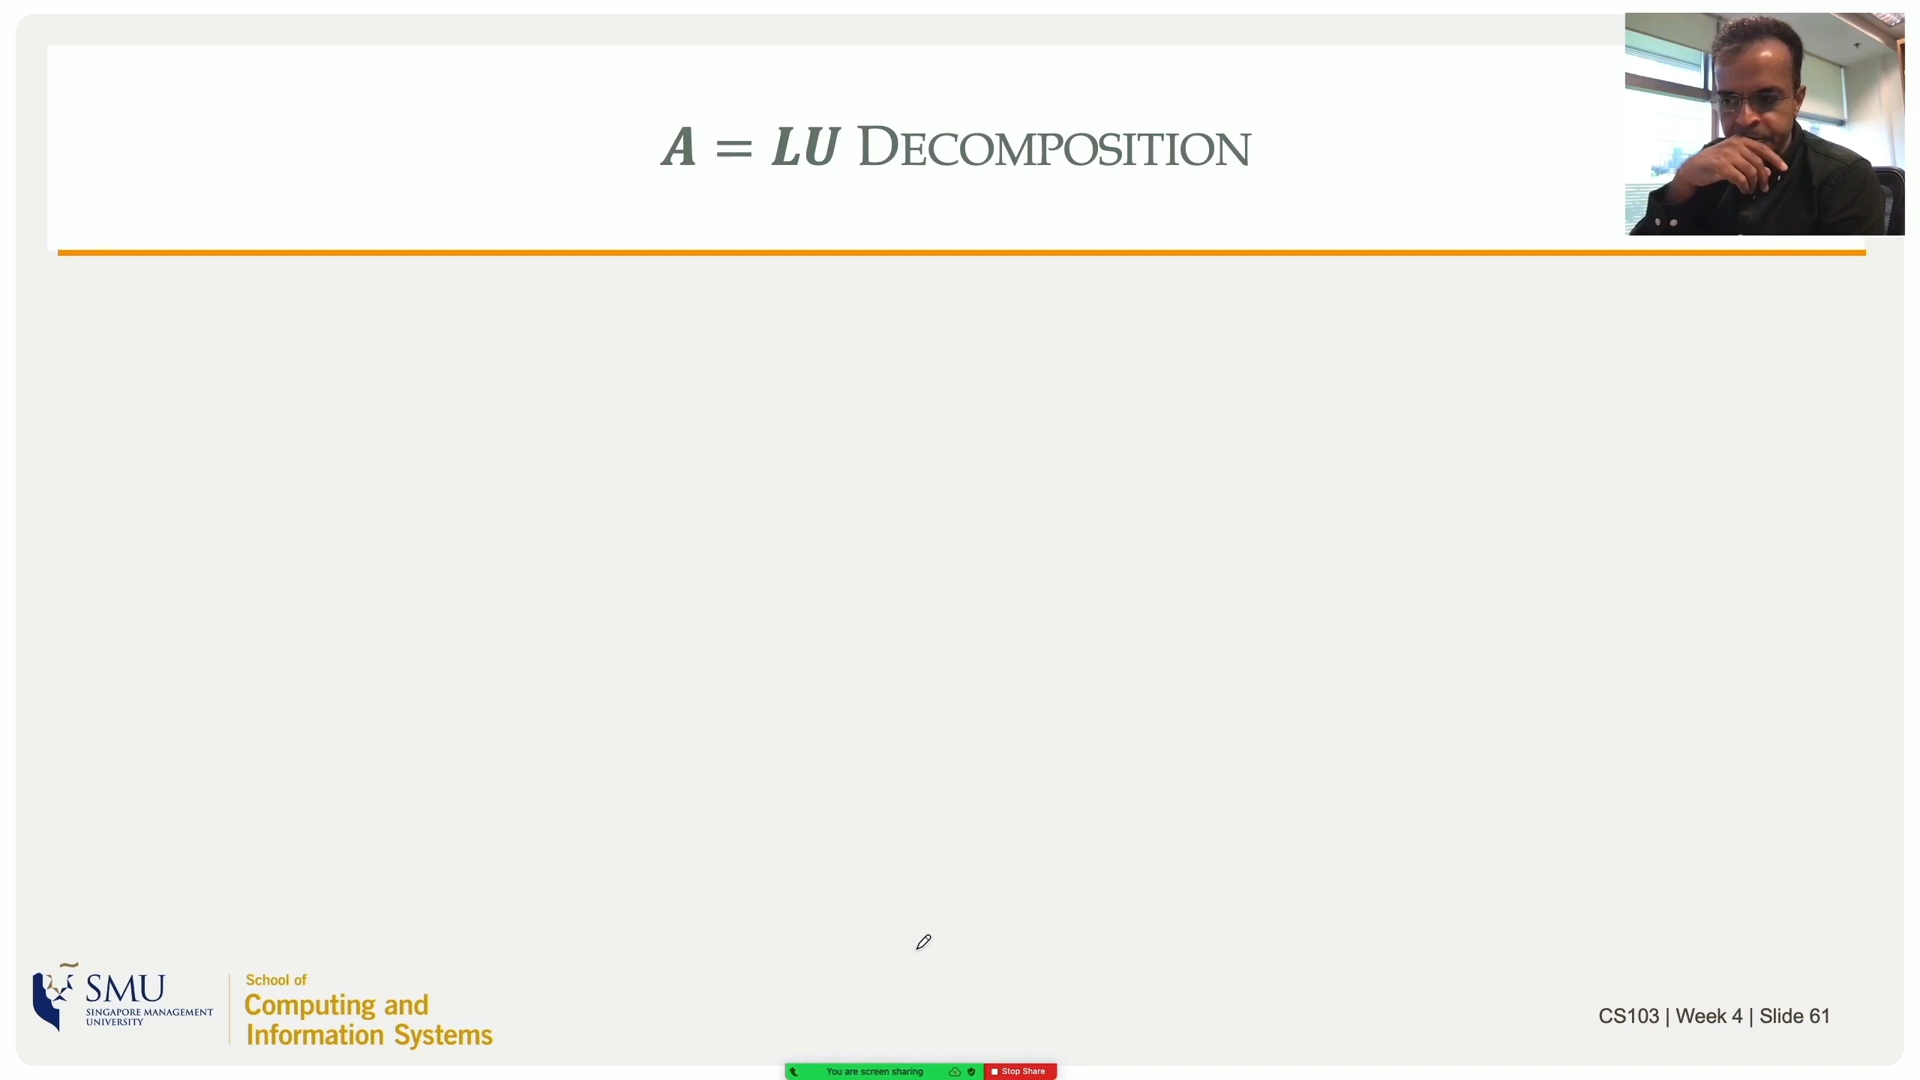 A = LU DECOMPOSITION
SMU
SINGAPORE MANAGEMENT
UNIVERSITY
School of
Computing and
Information Systems
CS103 | Week 4 | Slide 61
You are screen sharing
Stop Share